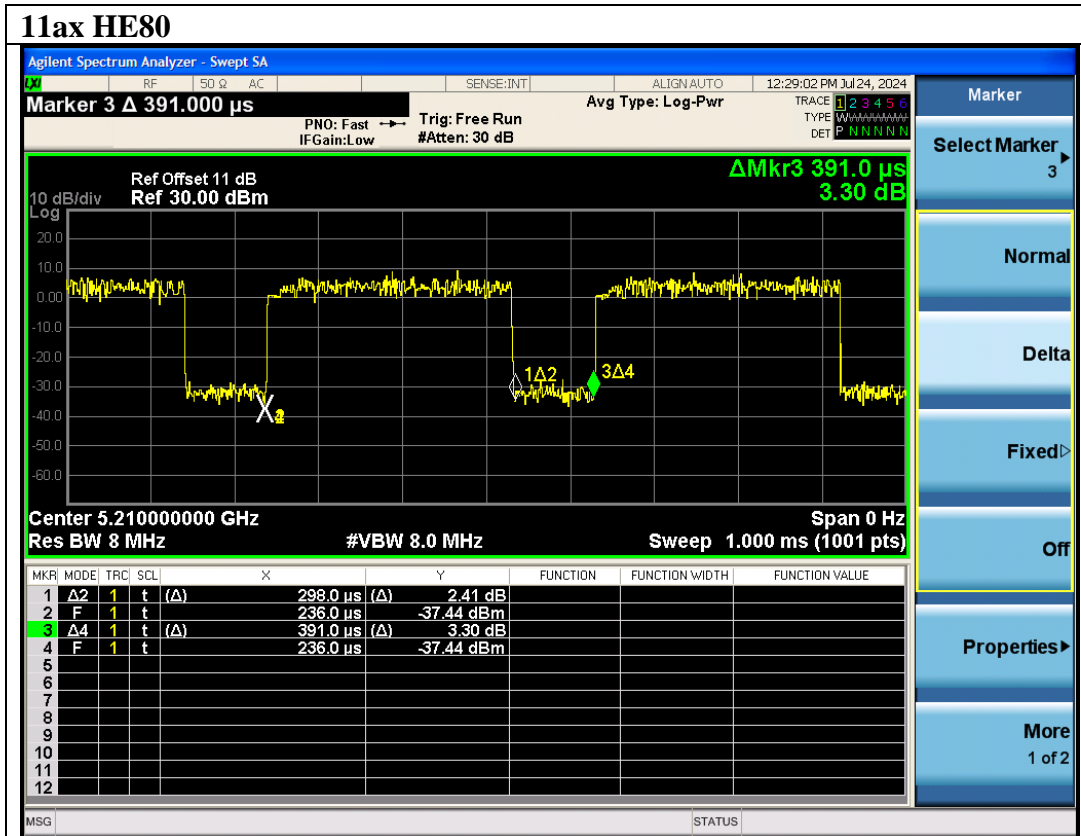 11ax HE80
Agilent Spectrum Analyzer - Swept SA
LXI RF 50 Ω AC SENSE:INT ALIGN AUTO 12:29:02 PM Jul 24, 2024
Marker 3 Δ 391.000 µs
PNO: Fast
IFGain:Low
Trig: Free Run
#Atten: 30 dB
Avg Type: Log-Pwr
TRACE 1 2 3 4 5 6
TYPE
DET P N N N N N
Ref Offset 11 dB
10 dB/div Ref 30.00 dBm
Log
ΔMkr3 391.0 µs
3.30 dB
20.0
10.0
0.00
-10.0
-20.0
-30.0
-40.0
-50.0
-60.0
1Δ2
3Δ4
Center 5.210000000 GHz Span 0 Hz
Res BW 8 MHz #VBW 8.0 MHz Sweep 1.000 ms (1001 pts)
MKR MODE TRC SCL X Y FUNCTION FUNCTION WIDTH FUNCTION VALUE
1 Δ2 1 t (Δ) 298.0 µs (Δ) 2.41 dB
2 F 1 t 236.0 µs -37.44 dBm
3 Δ4 1 t (Δ) 391.0 µs (Δ) 3.30 dB
4 F 1 t 236.0 µs -37.44 dBm
5
6
7
8
9
10
11
12
MSG STATUS
Marker
Select Marker
3
Normal
Delta
Fixed
Off
Properties
More
1 of 2